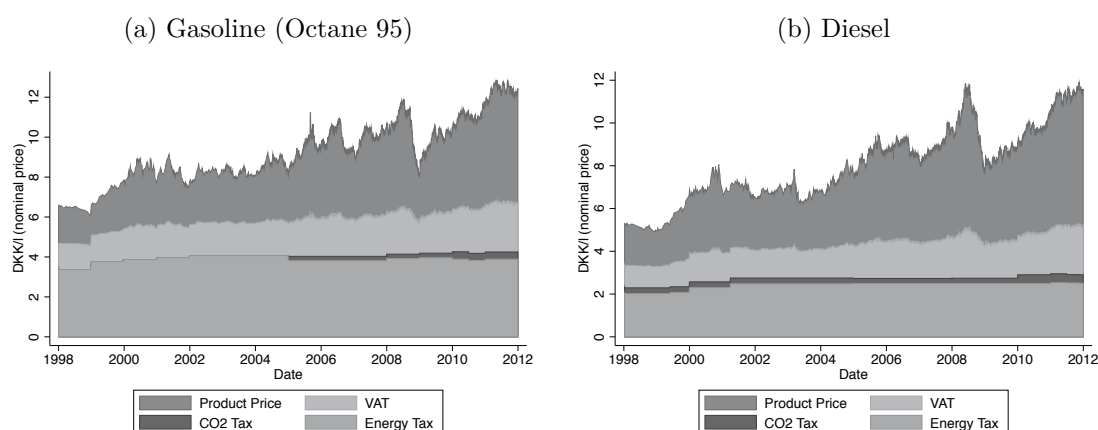 (a) Gasoline (Octane 95)
DKK/l (nominal price)
12
10
8
6
4
2
0
1998 2000 2002 2004 2006 2008 2010 2012
Date
Product Price VAT
CO2 Tax Energy Tax
(b) Diesel
DKK/l (nominal price)
12
10
8
6
4
2
0
1998 2000 2002 2004 2006 2008 2010 2012
Date
Product Price VAT
CO2 Tax Energy Tax